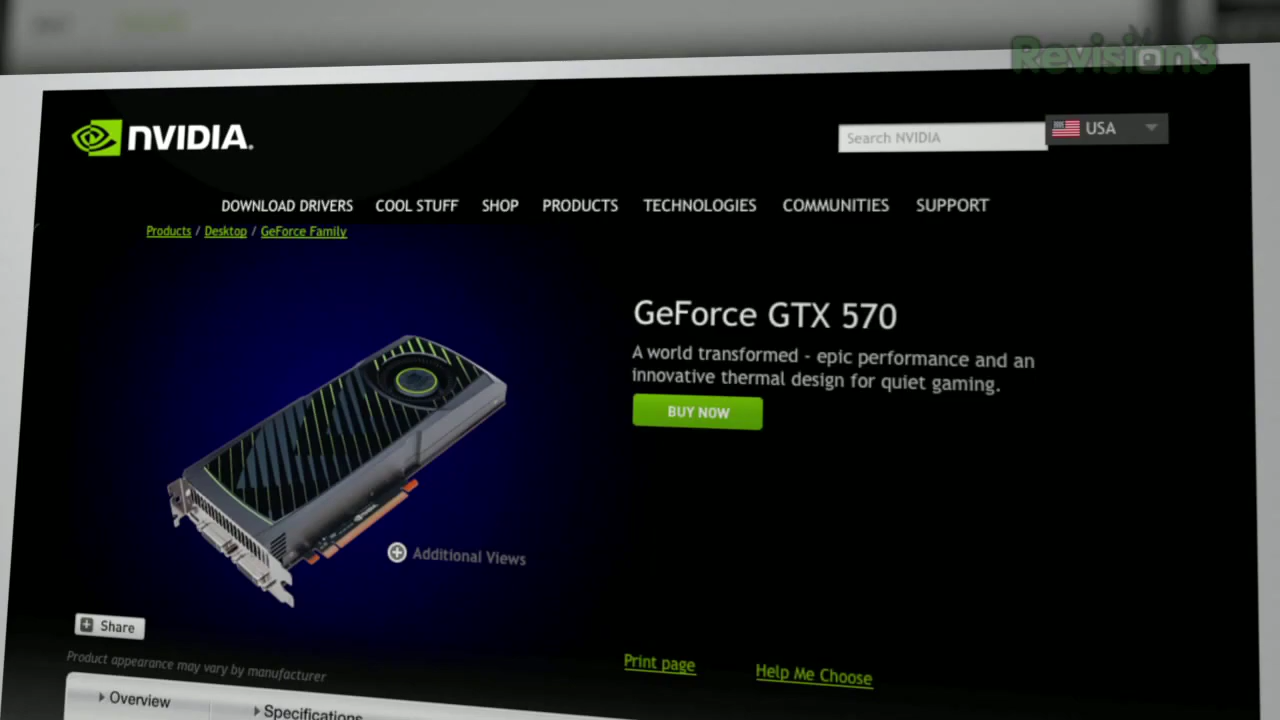 Revision3
NVIDIA.
Search NVIDIA
USA
DOWNLOAD DRIVERS COOL STUFF SHOP PRODUCTS TECHNOLOGIES COMMUNITIES SUPPORT
Products / Desktop / GeForce Family
GeForce GTX 570
A world transformed - epic performance and an
innovative thermal design for quiet gaming.
BUY NOW
Additional Views
Share
Product appearance may vary by manufacturer
Print page
Help Me Choose
Overview
Specifications